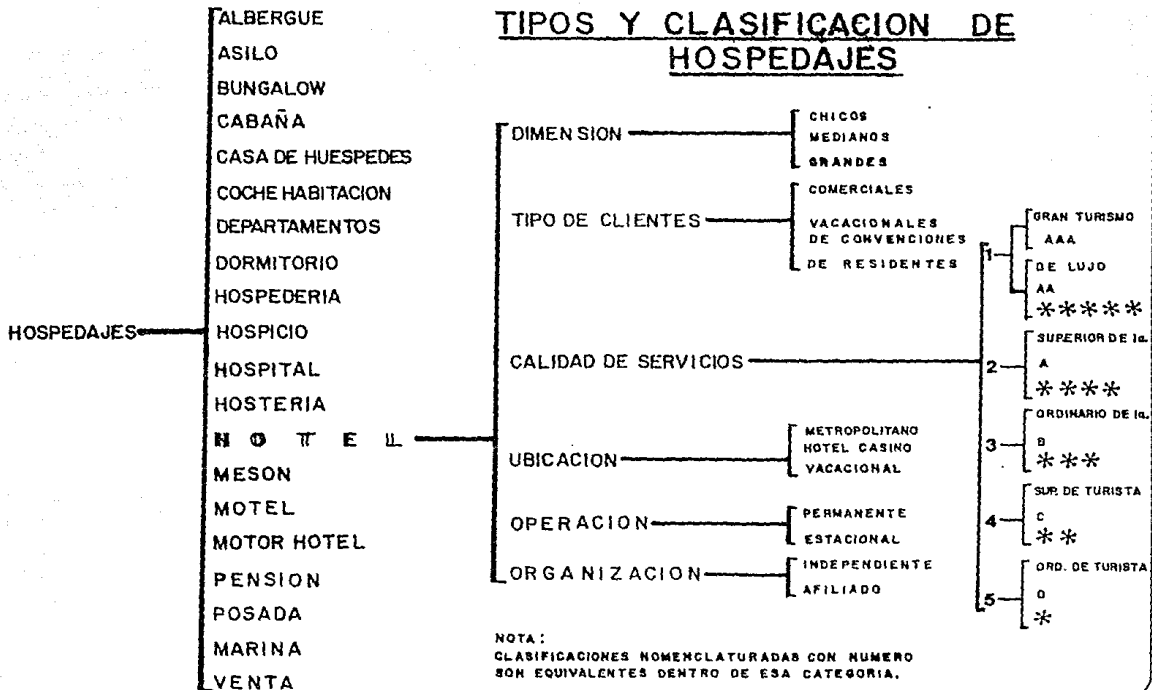 TIPOS Y CLASIFICACION DE
HOSPEDAJES
HOSPEDAJES
ALBERGUE
ASILO
BUNGALOW
CABAÑA
CASA DE HUESPEDES
COCHE HABITACION
DEPARTAMENTOS
DORMITORIO
HOSPEDERIA
HOSPICIO
HOSPITAL
HOSTERIA
HOTEL
MESON
MOTEL
MOTOR HOTEL
PENSION
POSADA
MARINA
VENTA
DIMENSION
CHICOS
MEDIANOS
GRANDES
TIPO DE CLIENTES
COMERCIALES
VACACIONALES
DE CONVENCIONES
DE RESIDENTES
CALIDAD DE SERVICIOS
1
GRAN TURISMO
AAA
DE LUJO
AA
*****
2
SUPERIOR DE 1a.
A
****
3
ORDINARIO DE 1a.
B
***
4
SUP. DE TURISTA
C
**
5
ORD. DE TURISTA
D
*
UBICACION
METROPOLITANO
HOTEL CASINO
VACACIONAL
OPERACION
PERMANENTE
ESTACIONAL
ORGANIZACION
INDEPENDIENTE
AFILIADO
NOTA:
CLASIFICACIONES NOMENCLATURADAS CON NUMERO
SON EQUIVALENTES DENTRO DE ESA CATEGORIA.